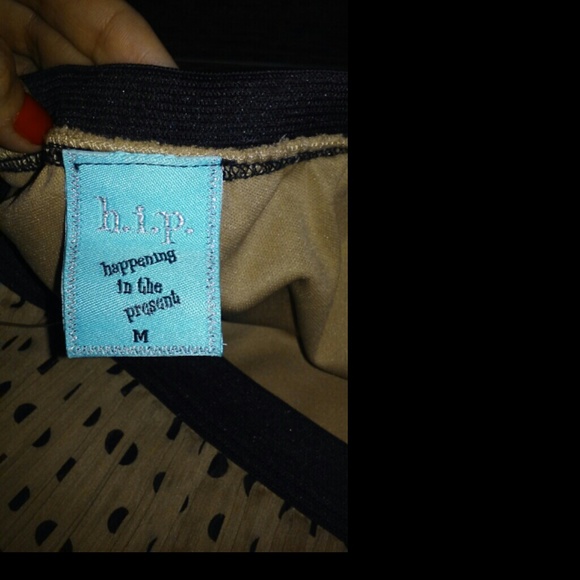 h.i.p.
happening
in the
present
M